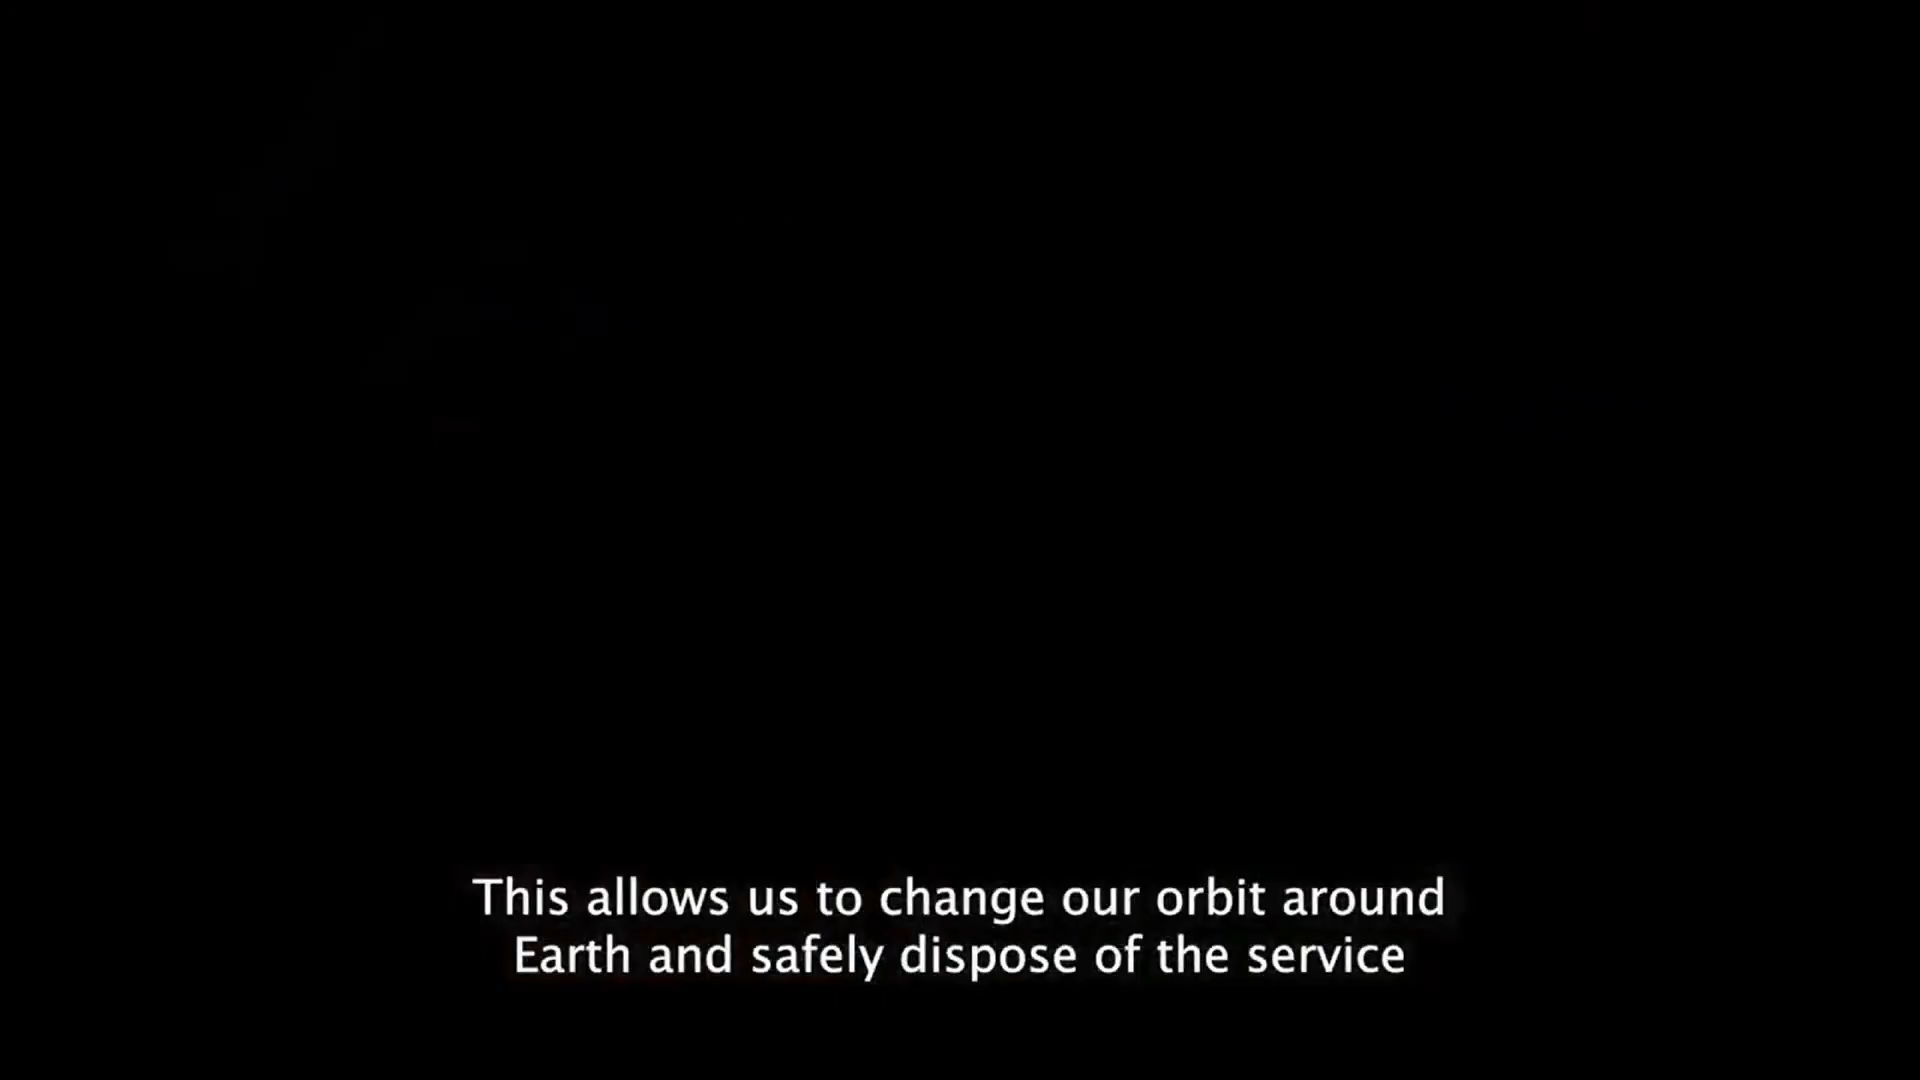 This allows us to change our orbit around
Earth and safely dispose of the service